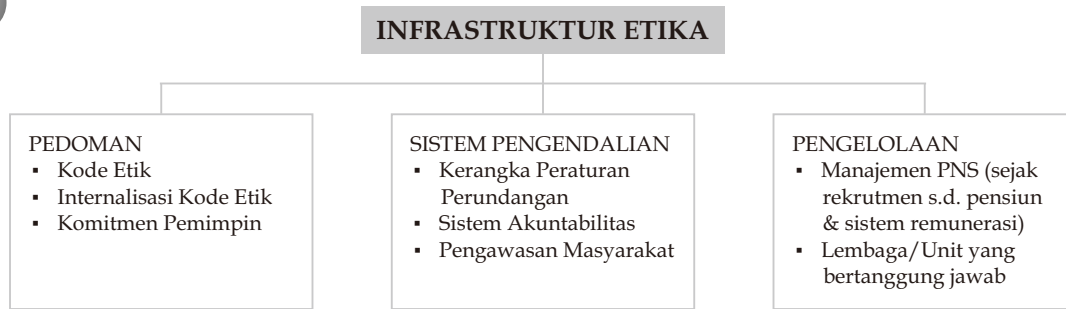 INFRASTRUKTUR ETIKA
PEDOMAN
▪ Kode Etik
▪ Internalisasi Kode Etik
▪ Komitmen Pemimpin
SISTEM PENGENDALIAN
▪ Kerangka Peraturan
Perundangan
▪ Sistem Akuntabilitas
▪ Pengawasan Masyarakat
PENGELOLAAN
▪ Manajemen PNS (sejak
rekrutmen s.d. pensiun
& sistem remunerasi)
▪ Lembaga/Unit yang
bertanggung jawab